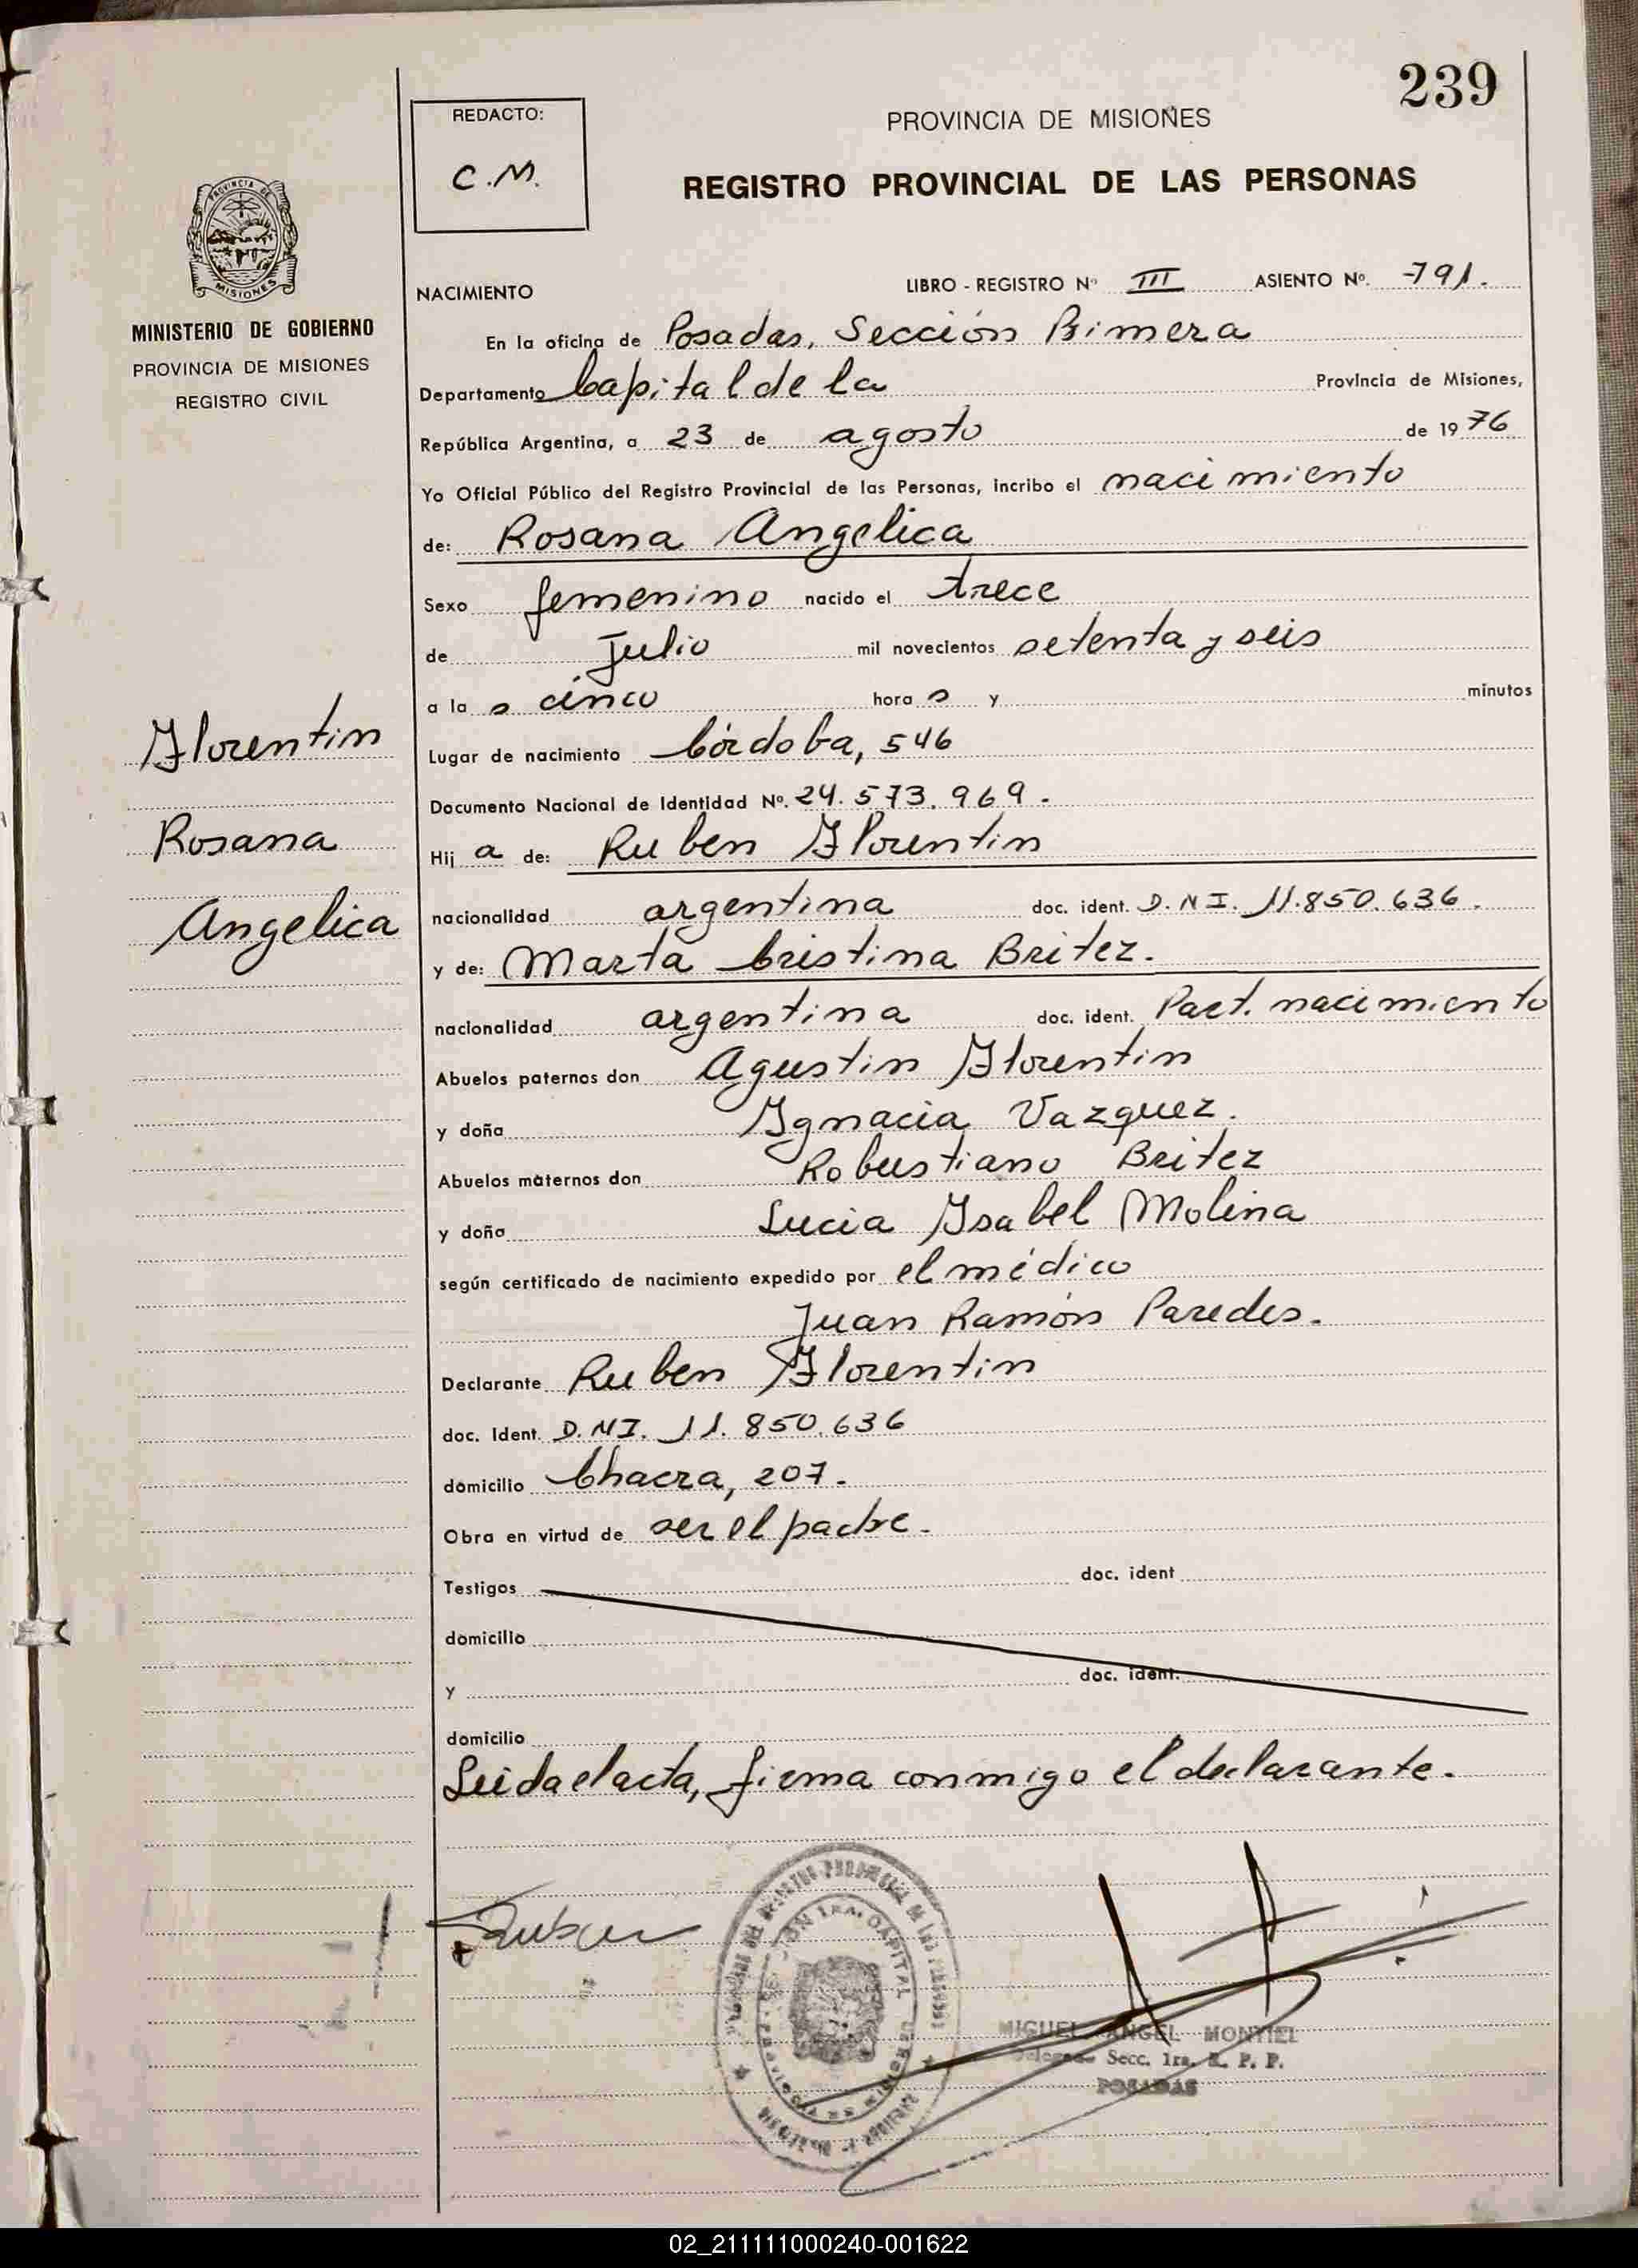 239
REDACTO:
C.M.
PROVINCIA DE MISIONES
REGISTRO PROVINCIAL DE LAS PERSONAS
PROVINCIA DE
MISIONES
MINISTERIO DE GOBIERNO
PROVINCIA DE MISIONES
REGISTRO CIVIL
NACIMIENTO LIBRO - REGISTRO Nº III ASIENTO Nº. 791.
En la oficina de Posadas, Sección Primera
Departamento Capital de la Provincia de Misiones,
República Argentina, a 23 de agosto de 1976
Yo Oficial Público del Registro Provincial de las Personas, incribo el nacimiento
de: Rosana Angelica
Sexo femenino nacido el trece
de Julio mil novecientos setenta y seis
a la s cinco hora s y minutos
Lugar de nacimiento Córdoba, 546
Documento Nacional de Identidad Nº. 24.573.969.
Hij a de: Ruben Florentin
nacionalidad argentina doc. ident. D.N.I. 11.850.636.
y de: Marta Cristina Britez.
nacionalidad argentina doc. ident. Part. nacimiento
Abuelos paternos don Agustin Florentin
y doña Ignacia Vazquez.
Abuelos maternos don Robustiano Britez
y doña Lucia Isabel Molina
según certificado de nacimiento expedido por el médico
Juan Ramón Paredes.
Declarante Ruben Florentin
doc. Ident. D.N.I. 11.850.636
domicilio Chacra, 207.
Obra en virtud de ser el padre.
Testigos doc. ident
domicilio
y doc. ident.
domicilio
Leida el acta, firma conmigo el declarante.
Florentin
Rosana
Angelica
Ruben
1RA. CAPITAL
MIGUEL ANGEL MONTIEL
Secc. 1ra. R. P. P.
POSADAS
02_211111000240-001622